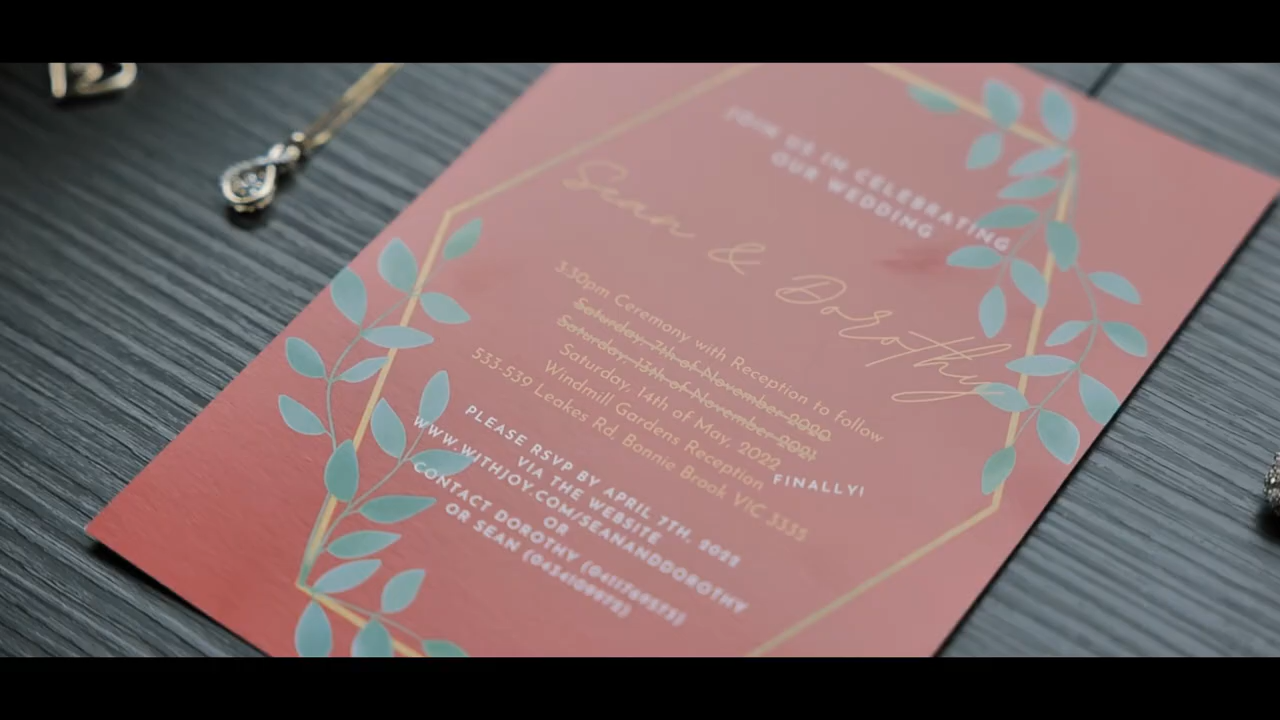 JOIN US IN CELEBRATING
OUR WEDDING
Sean & Dorothy
3:30pm Ceremony with Reception to follow
Saturday, 7th of November 2020
Saturday, 13th of November 2021
Saturday, 14th of May, 2022 FINALLY!
Windmill Gardens Reception
533-539 Leakes Rd, Bonnie Brook VIC 3335
PLEASE RSVP BY APRIL 7TH, 2022
VIA THE WEBSITE
WWW.WITHJOY.COM/SEANANDDOROTHY
OR
CONTACT DOROTHY
OR SEAN